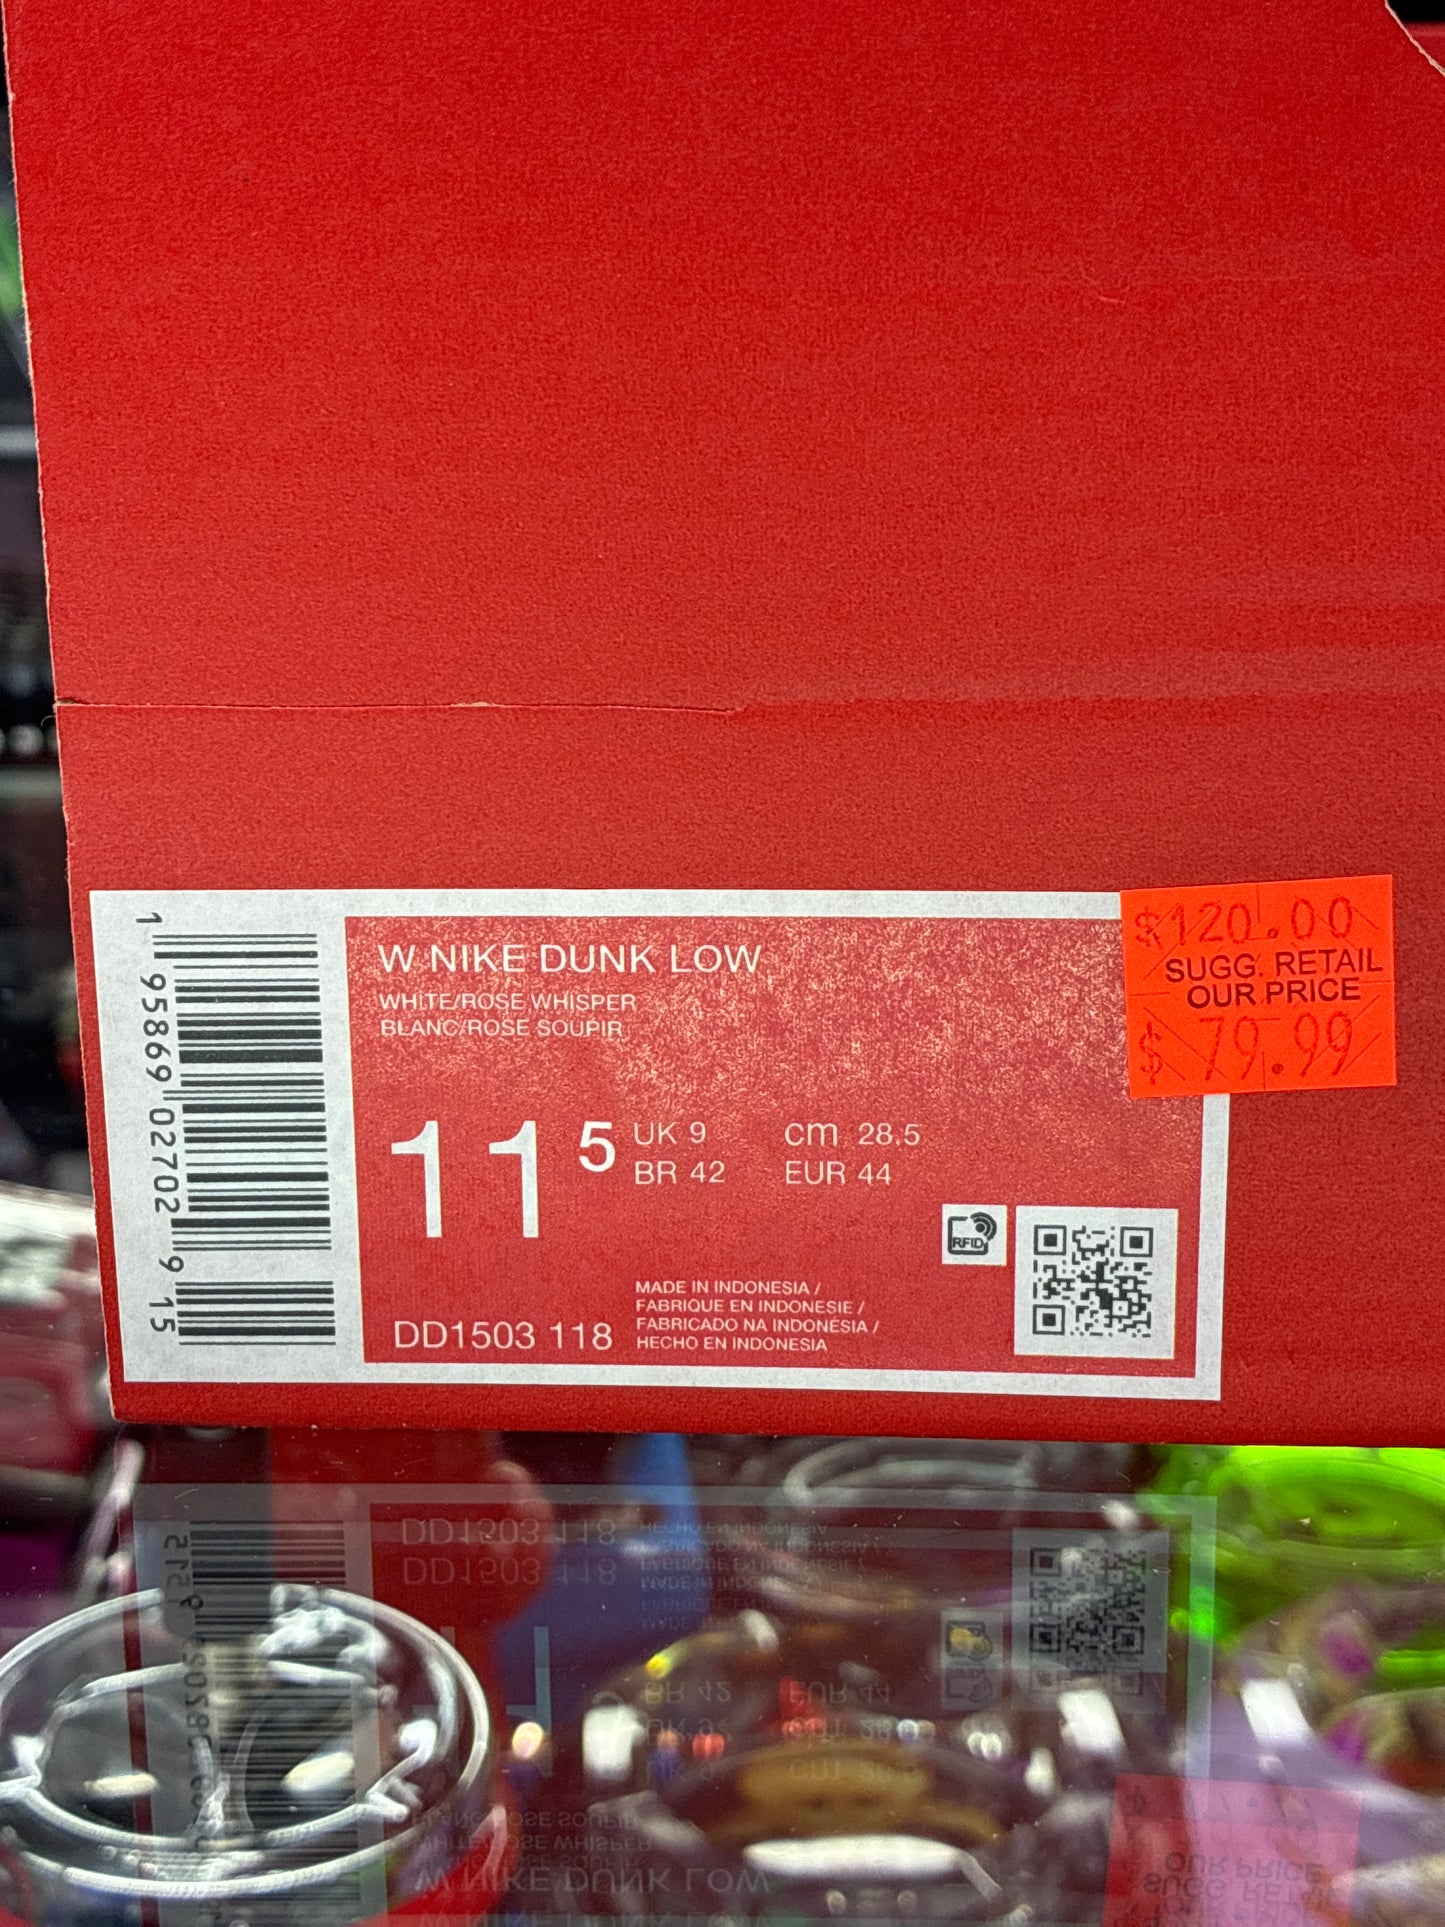 W NIKE DUNK LOW
WHITE/ROSE WHISPER
BLANC/ROSE SOUPIR
11 5
UK 9
BR 42
cm 28.5
EUR 44
RFID
DD1503 118
MADE IN INDONESIA /
FABRIQUE EN INDONESIE /
FABRICADO NA INDONÉSIA /
HECHO EN INDONESIA
1 95869 02702 9 15
$120.00
SUGG. RETAIL
OUR PRICE
$79.99